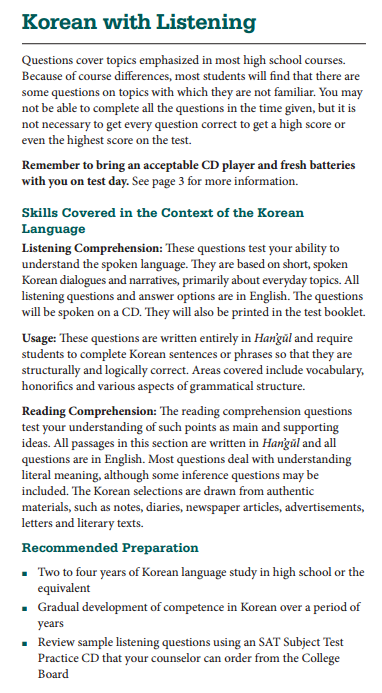 Korean with Listening
Questions cover topics emphasized in most high school courses.
Because of course differences, most students will find that there are
some questions on topics with which they are not familiar. You may
not be able to complete all the questions in the time given, but it is
not necessary to get every question correct to get a high score or
even the highest score on the test.
Remember to bring an acceptable CD player and fresh batteries
with you on test day. See page 3 for more information.
Skills Covered in the Context of the Korean
Language
Listening Comprehension: These questions test your ability to
understand the spoken language. They are based on short, spoken
Korean dialogues and narratives, primarily about everyday topics. All
listening questions and answer options are in English. The questions
will be spoken on a CD. They will also be printed in the test booklet.
Usage: These questions are written entirely in Han'gŭl and require
students to complete Korean sentences or phrases so that they are
structurally and logically correct. Areas covered include vocabulary,
honorifics and various aspects of grammatical structure.
Reading Comprehension: The reading comprehension questions
test your understanding of such points as main and supporting
ideas. All passages in this section are written in Han'gŭl and all
questions are in English. Most questions deal with understanding
literal meaning, although some inference questions may be
included. The Korean selections are drawn from authentic
materials, such as notes, diaries, newspaper articles, advertisements,
letters and literary texts.
Recommended Preparation
▪ Two to four years of Korean language study in high school or the
equivalent
▪ Gradual development of competence in Korean over a period of
years
▪ Review sample listening questions using an SAT Subject Test
Practice CD that your counselor can order from the College
Board